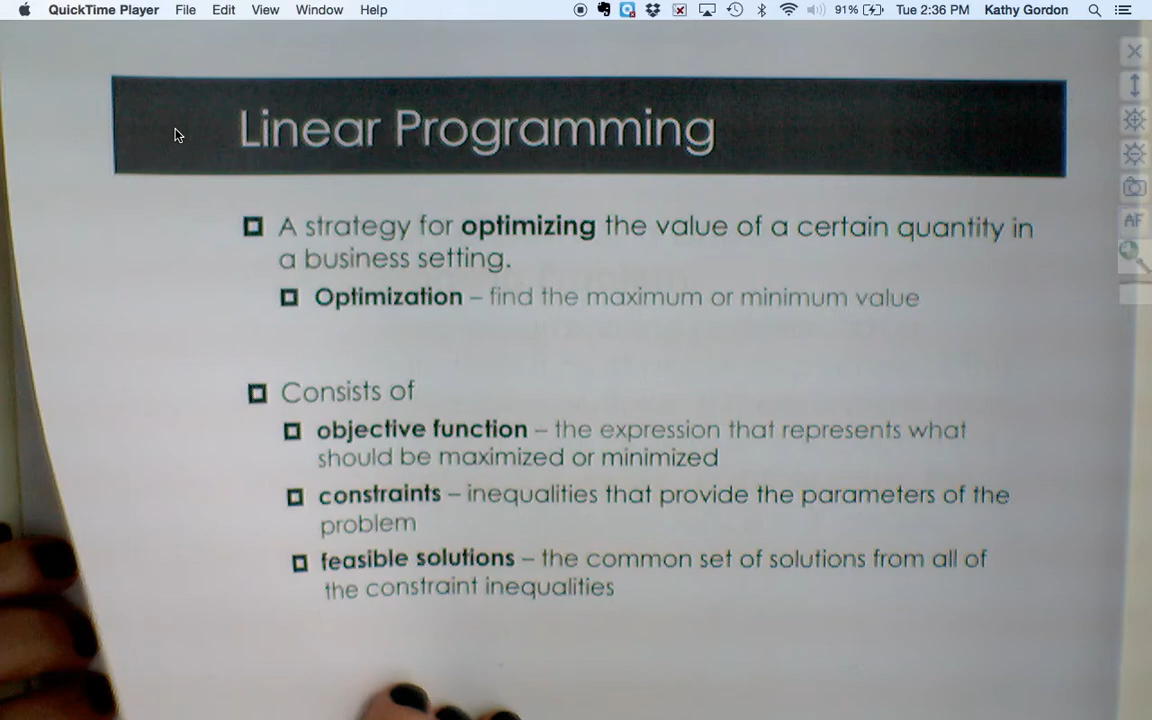 QuickTime Player File Edit View Window Help 91% Tue 2:36 PM Kathy Gordon
AF
Linear Programming
A strategy for optimizing the value of a certain quantity in
a business setting.
Optimization – find the maximum or minimum value
Consists of
objective function – the expression that represents what
should be maximized or minimized
constraints – inequalities that provide the parameters of the
problem
feasible solutions – the common set of solutions from all of
the constraint inequalities